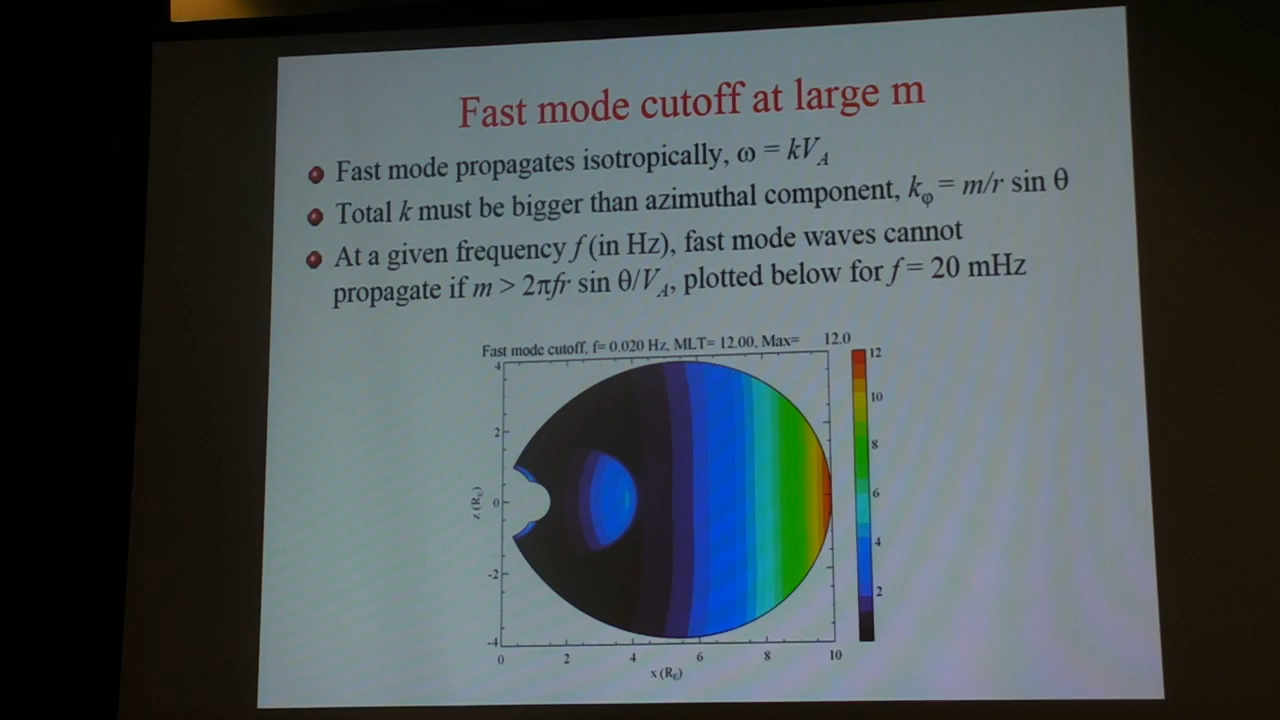 Fast mode cutoff at large m
Fast mode propagates isotropically, ω = kV_A
Total k must be bigger than azimuthal component, k_φ = m/r sin θ
At a given frequency f (in Hz), fast mode waves cannot
propagate if m > 2πfr sin θ/V_A, plotted below for f = 20 mHz
Fast mode cutoff, f= 0.020 Hz, MLT= 12.00, Max= 12.0
4
2
0
-2
-4
z (R_E)
0 2 4 6 8 10
x (R_E)
12
10
8
6
4
2